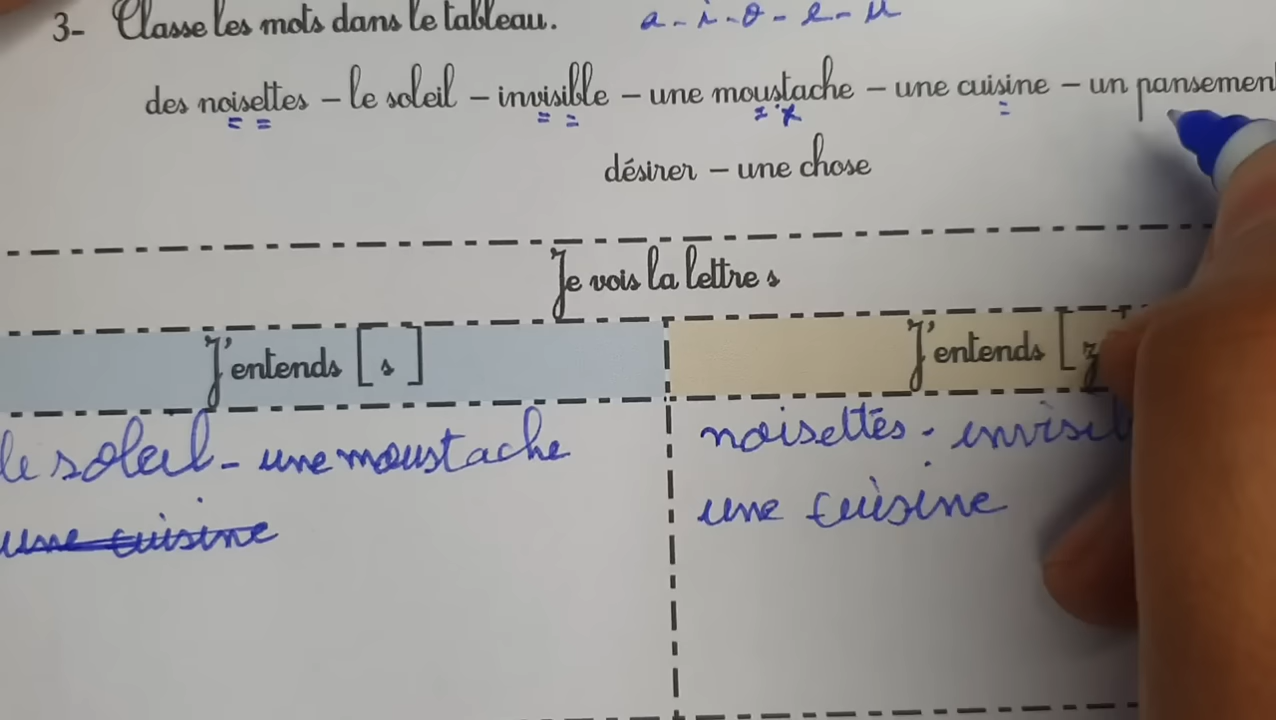 3- Classe les mots dans le tableau. a - i - o - e - u
des noisettes - le soleil - invisible - une moustache - une cuisine - un pansemen
désirer - une chose
Je vois la lettre s
J'entends [s] J'entends [z
le soleil - une moustache noisettes - invisi
une cuisine une cuisine